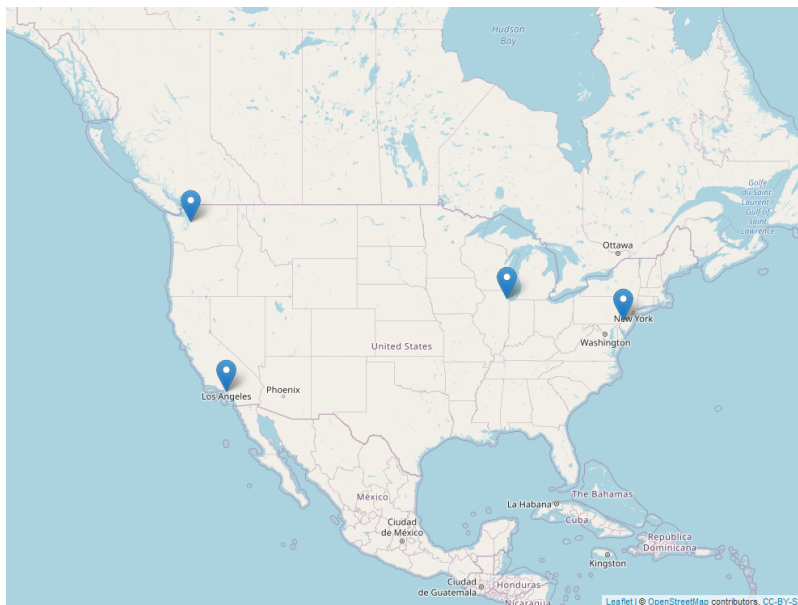 Hudson
Bay
Golfe
du Saint-
Laurent /
Gulf of
Saint
Lawrence
Ottawa
New York
Washington
United States
Phoenix
Los Angeles
La Habana
The Bahamas
Cuba
México
Ciudad
de México
República
Dominicana
Kingston
Ciudad
de Guatemala
Honduras
Nicaragua
Leaflet | © OpenStreetMap contributors, CC-BY-S